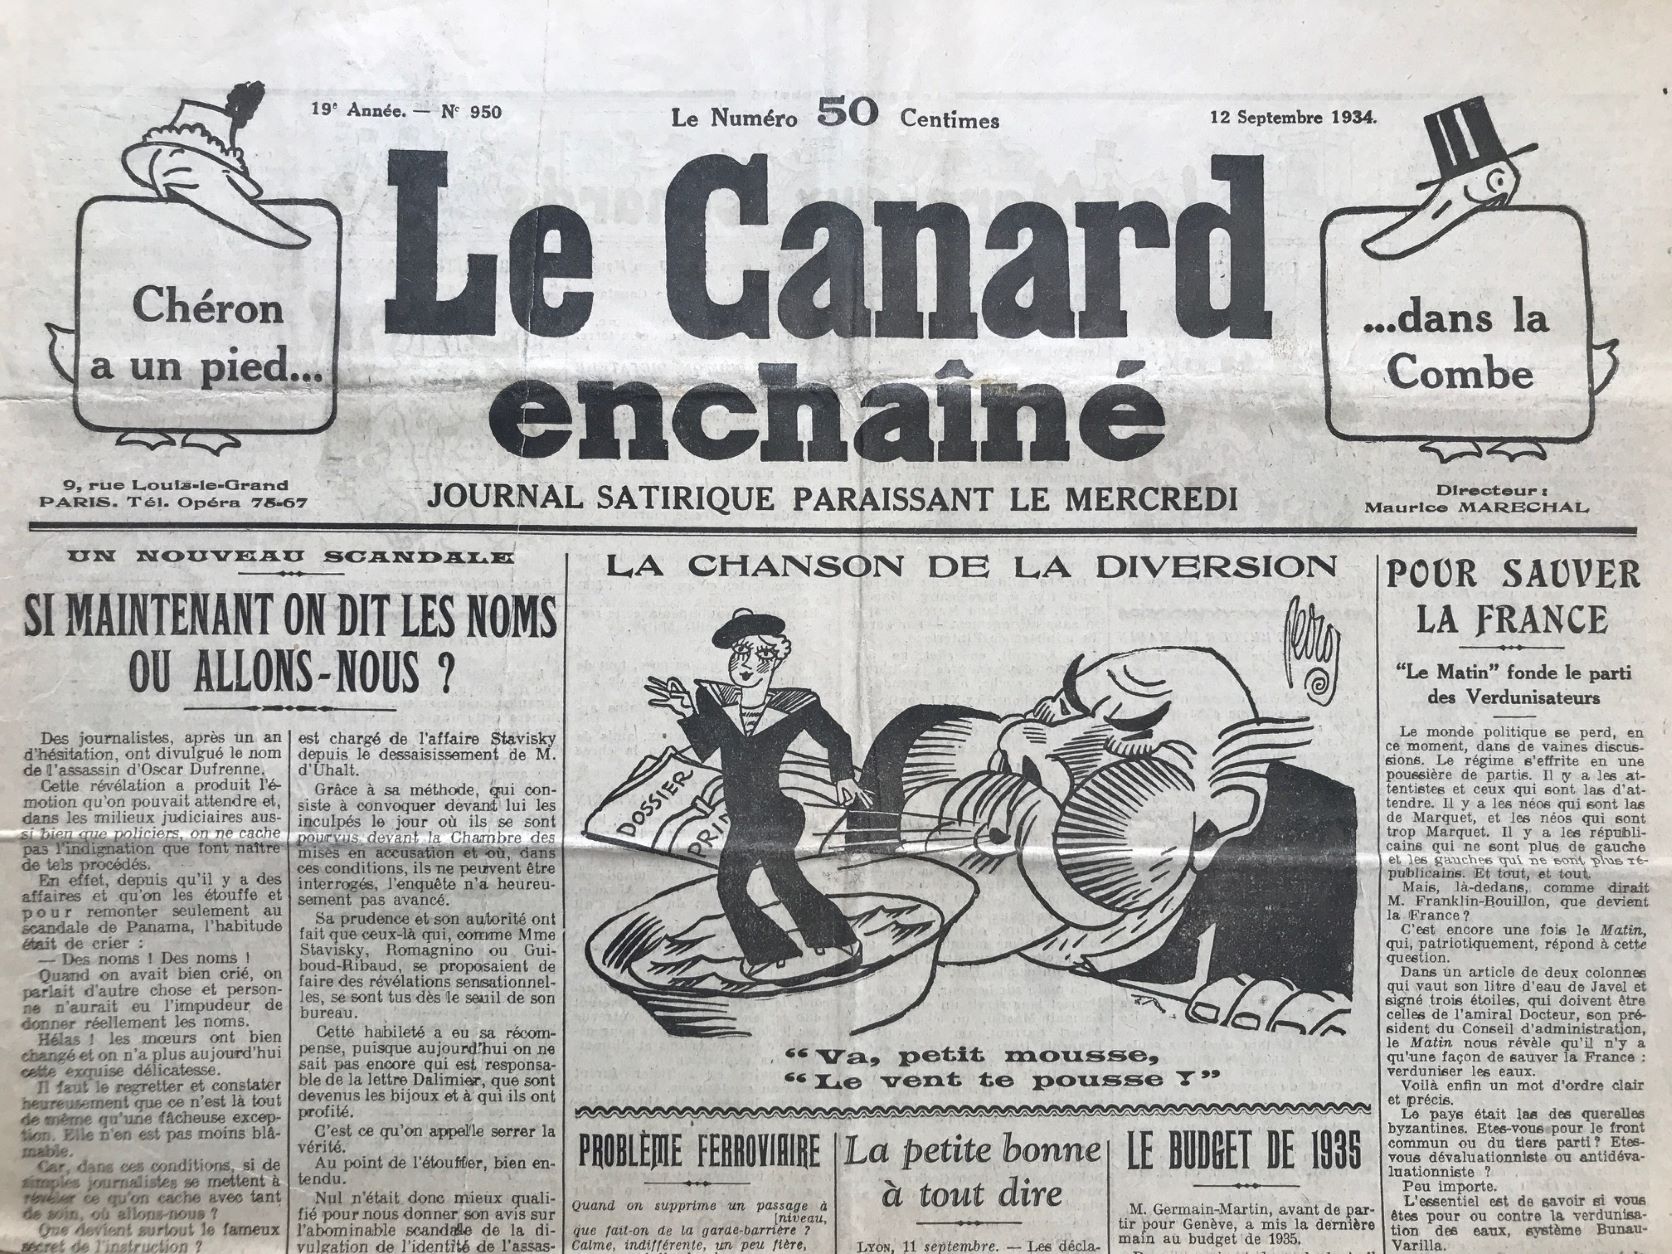 19e Année. — No 950
Le Numéro 50 Centimes
12 Septembre 1934.
Chéron
a un pied...
Le Canard
enchaîné
...dans la
Combe
9, rue Louis-le-Grand
PARIS. Tél. Opéra 75-67
JOURNAL SATIRIQUE PARAISSANT LE MERCREDI
Directeur :
Maurice MARECHAL
UN NOUVEAU SCANDALE
SI MAINTENANT ON DIT LES NOMS
OU ALLONS-NOUS ?
Des journalistes, après un an
d'hésitation, ont divulgué le nom
de l'assassin d'Oscar Dufrenne.
Cette révélation a produit l'é-
motion qu'on pouvait attendre et,
dans les milieux judiciaires aus-
si bien que policiers, on ne cache
pas l'indignation que font naître
de tels procédés.
En effet, depuis qu'il y a des
affaires et qu'on les étouffe et
pour remonter seulement au
scandale de Panama, l'habitude
était de crier :
— Des noms ! Des noms !
Quand on avait bien crié, on
parlait d'autre chose et person-
ne n'aurait eu l'impudeur de
donner réellement les noms.
Hélas ! les mœurs ont bien
changé et on n'a plus aujourd'hui
cette exquise délicatesse.
Il faut le regretter et constater
heureusement que ce n'est là tout
de même qu'une fâcheuse excep-
tion. Elle n'en est pas moins blâ-
mable.
Car, dans ces conditions, si de
simples journalistes se mettent à
révéler ce qu'on cache avec tant
de soin, où allons-nous ?
Que devient surtout le fameux
secret de l'instruction ?
est chargé de l'affaire Stavisky
depuis le dessaisissement de M.
d'Uhalt.
Grâce à sa méthode, qui con-
siste à convoquer devant lui les
inculpés le jour où ils se sont
pourvus devant la Chambre des
mises en accusation et où, dans
ces conditions, ils ne peuvent être
interrogés, l'enquête n'a heureu-
sement pas avancé.
Sa prudence et son autorité ont
fait que ceux-là qui, comme Mme
Stavisky, Romagnino ou Gui-
boud-Ribaud, se proposaient de
faire des révélations sensationnel-
les, se sont tus dès le seuil de son
bureau.
Cette habileté a eu sa récom-
pense, puisque aujourd'hui on ne
sait pas encore qui est responsa-
ble de la lettre Dalimier, que sont
devenus les bijoux et à qui ils ont
profité.
C'est ce qu'on appelle serrer la
vérité.
Au point de l'étouffer, bien en-
tendu.
Nul n'était donc mieux quali-
fié pour nous donner son avis sur
l'abominable scandale de la di-
vulgation de l'identité de l'assas-
LA CHANSON DE LA DIVERSION
DOSSIER
PRIN
"Va, petit mousse,
"Le vent te pousse !"
PROBLÈME FERROVIAIRE
Quand on supprime un passage à
[niveau,
que fait-on de la garde-barrière ?
Calme, indifférente, un peu fière,
La petite bonne
à tout dire
LYON, 11 septembre. — Les décla-
LE BUDGET DE 1935
M. Germain-Martin, avant de par-
tir pour Genève, a mis la dernière
main au budget de 1935.
POUR SAUVER
LA FRANCE
"Le Matin" fonde le parti
des Verdunisateurs
Le monde politique se perd, en
ce moment, dans de vaines discus-
sions. Le régime s'effrite en une
poussière de partis. Il y a les at-
tentistes et ceux qui sont las d'at-
tendre. Il y a les néos qui sont las
de Marquet, et les néos qui sont
trop Marquet. Il y a les républi-
cains qui ne sont plus de gauche
et les gauches qui ne sont plus ré-
publicains. Et tout, et tout.
Mais, là-dedans, comme dirait
M. Franklin-Bouillon, que devient
la France ?
C'est encore une fois le Matin,
qui, patriotiquement, répond à cette
question.
Dans un article de deux colonnes
qui vaut son litre d'eau de Javel et
signé trois étoiles, qui doivent être
celles de l'amiral Docteur, son pré-
sident du Conseil d'administration,
le Matin nous révèle qu'il n'y a
qu'une façon de sauver la France :
verduniser les eaux.
Voilà enfin un mot d'ordre clair
et précis.
Le pays était las des querelles
byzantines. Etes-vous pour le front
commun ou du tiers parti ? Etes-
vous dévaluationniste ou antidéva-
luationniste ?
Peu importe.
L'essentiel est de savoir si vous
êtes pour ou contre la verdunisa-
tion des eaux, système Bunau-
Varilla.